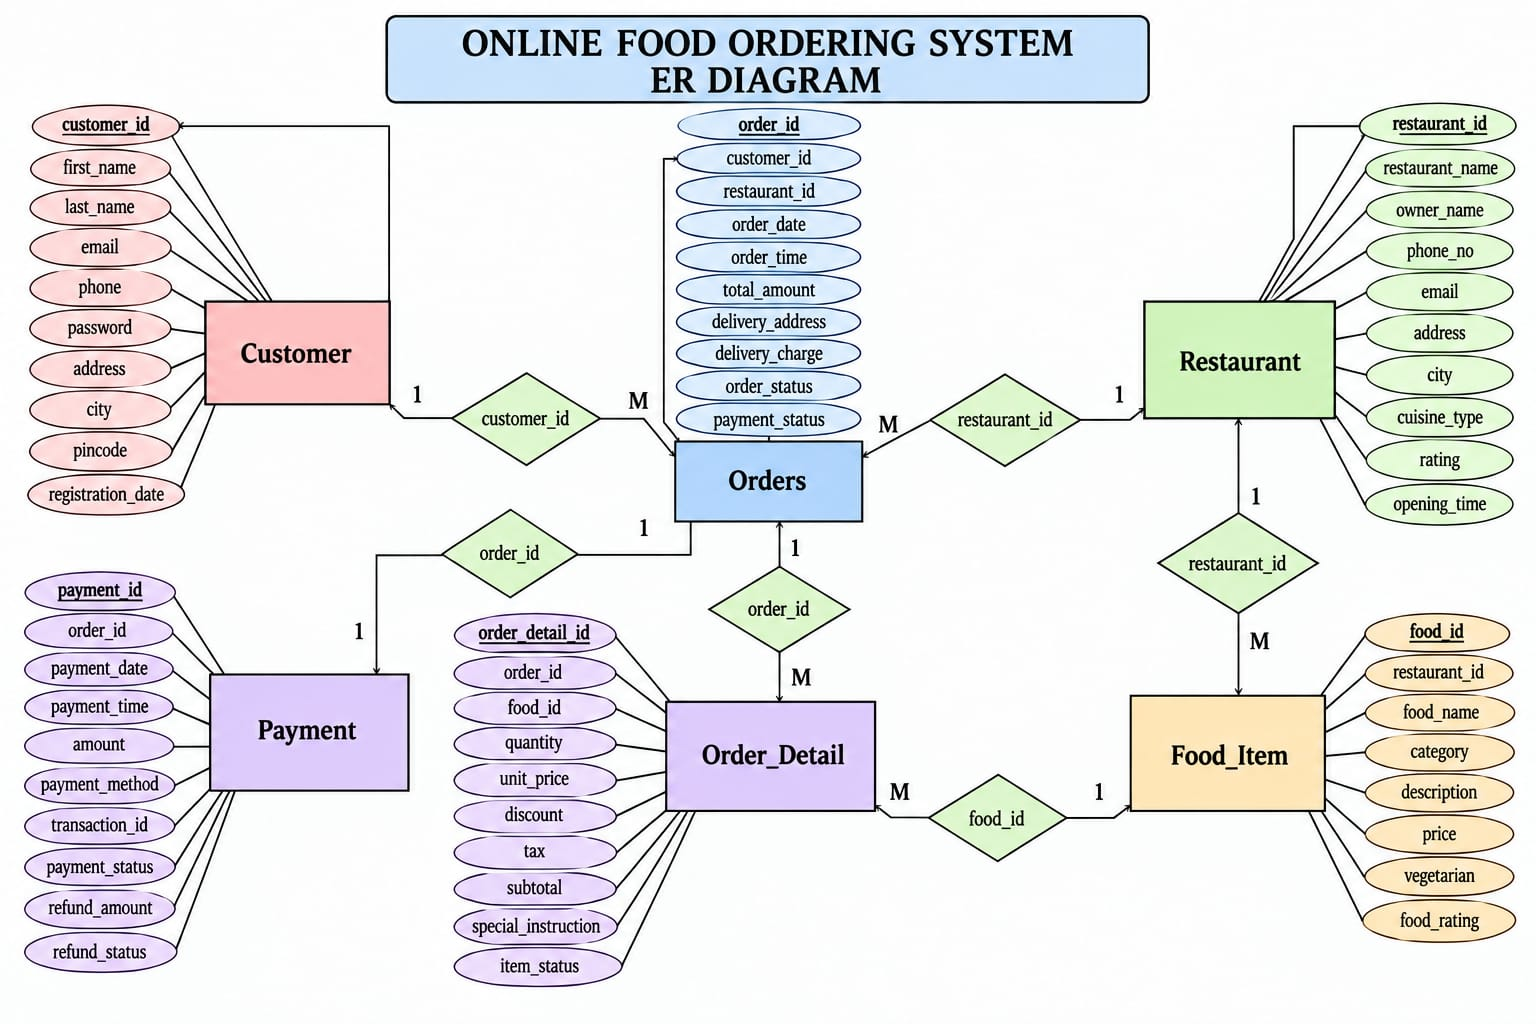 ONLINE FOOD ORDERING SYSTEM
ER DIAGRAM
customer_id
first_name
last_name
email
phone
password
address
city
pincode
registration_date
Customer
1
customer_id
M
order_id
customer_id
restaurant_id
order_date
order_time
total_amount
delivery_address
delivery_charge
order_status
payment_status
Orders
M
restaurant_id
1
Restaurant
restaurant_id
restaurant_name
owner_name
phone_no
email
address
city
cuisine_type
rating
opening_time
1
order_id
1
1
order_id
M
1
restaurant_id
M
payment_id
order_id
payment_date
payment_time
amount
payment_method
transaction_id
payment_status
refund_amount
refund_status
Payment
order_detail_id
order_id
food_id
quantity
unit_price
discount
tax
subtotal
special_instruction
item_status
Order_Detail
M
food_id
1
Food_Item
food_id
restaurant_id
food_name
category
description
price
vegetarian
food_rating